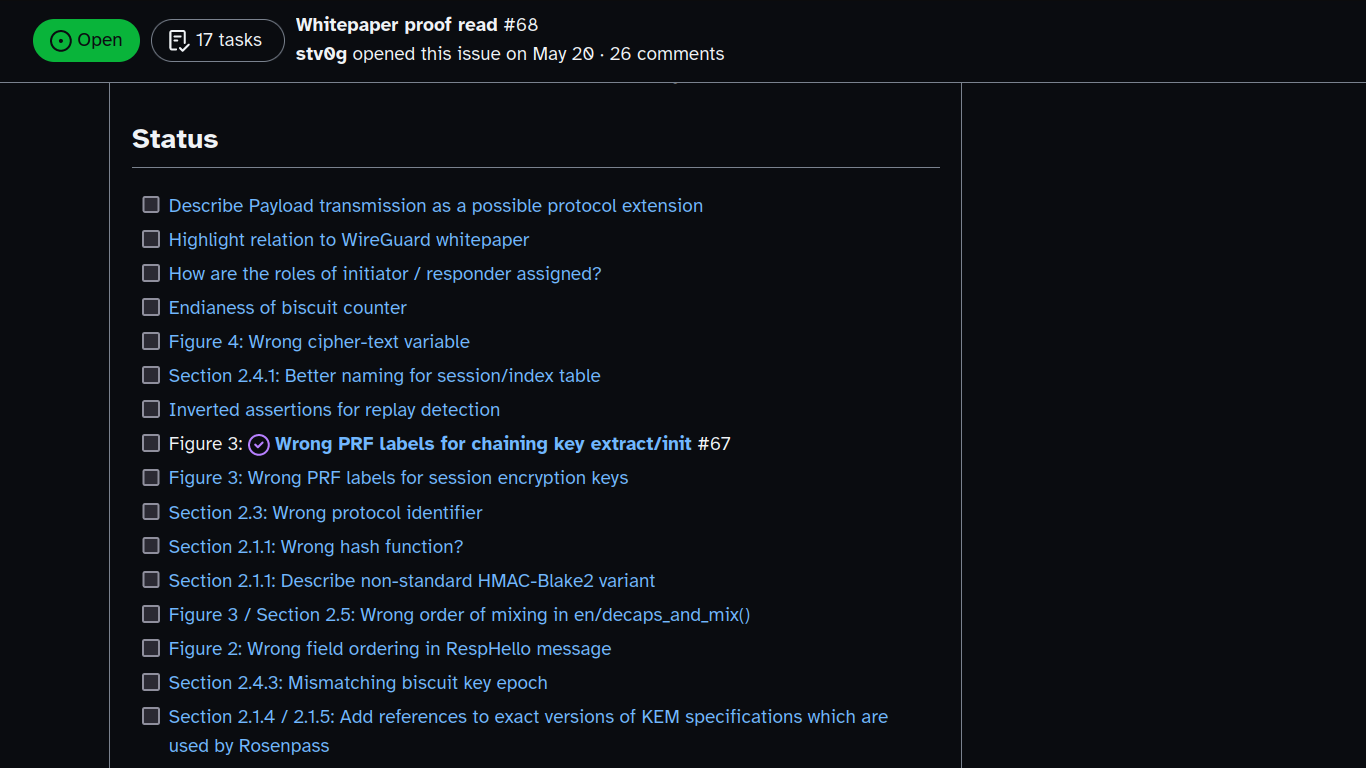 Open
17 tasks
Whitepaper proof read #68
stv0g opened this issue on May 20 · 26 comments
Status
Describe Payload transmission as a possible protocol extension
Highlight relation to WireGuard whitepaper
How are the roles of initiator / responder assigned?
Endianess of biscuit counter
Figure 4: Wrong cipher-text variable
Section 2.4.1: Better naming for session/index table
Inverted assertions for replay detection
Figure 3: Wrong PRF labels for chaining key extract/init #67
Figure 3: Wrong PRF labels for session encryption keys
Section 2.3: Wrong protocol identifier
Section 2.1.1: Wrong hash function?
Section 2.1.1: Describe non-standard HMAC-Blake2 variant
Figure 3 / Section 2.5: Wrong order of mixing in en/decaps_and_mix()
Figure 2: Wrong field ordering in RespHello message
Section 2.4.3: Mismatching biscuit key epoch
Section 2.1.4 / 2.1.5: Add references to exact versions of KEM specifications which are
used by Rosenpass